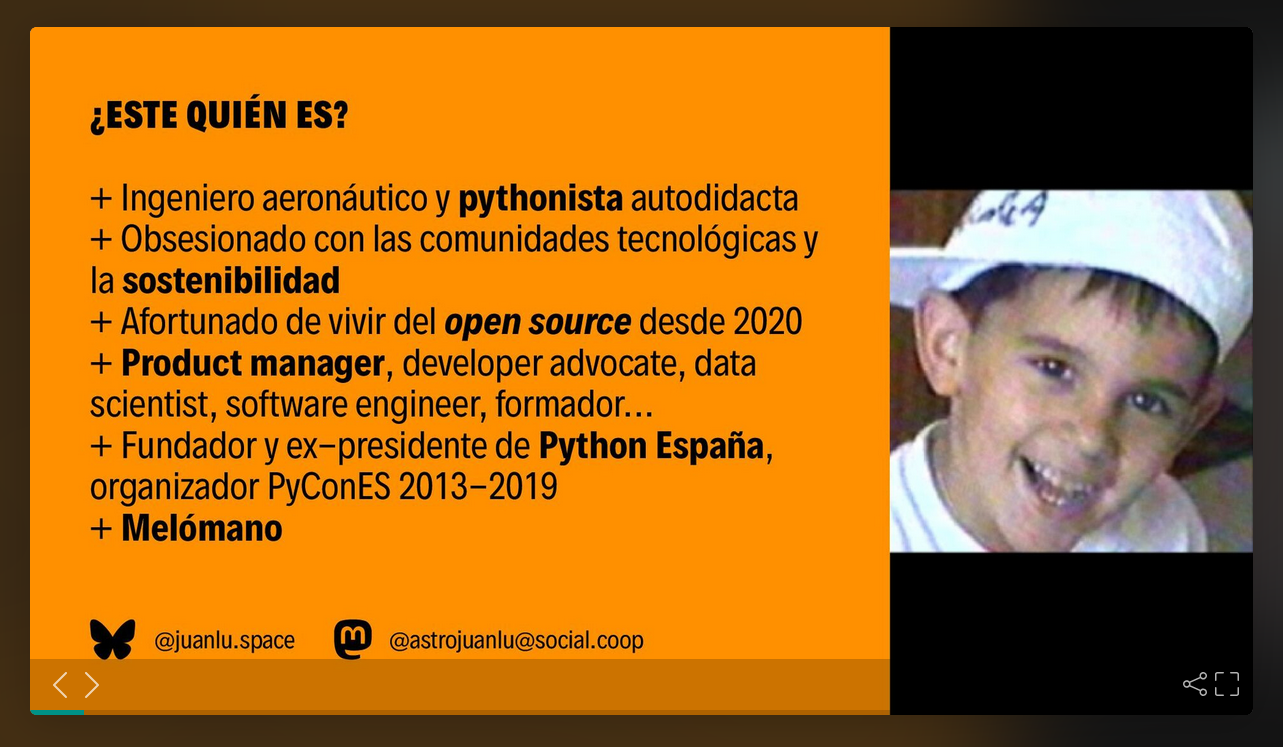 ¿ESTE QUIÉN ES?
+ Ingeniero aeronáutico y pythonista autodidacta
+ Obsesionado con las comunidades tecnológicas y
la sostenibilidad
+ Afortunado de vivir del open source desde 2020
+ Product manager, developer advocate, data
scientist, software engineer, formador...
+ Fundador y ex–presidente de Python España,
organizador PyConES 2013–2019
+ Melómano
@juanlu.space @astrojuanlu@social.coop